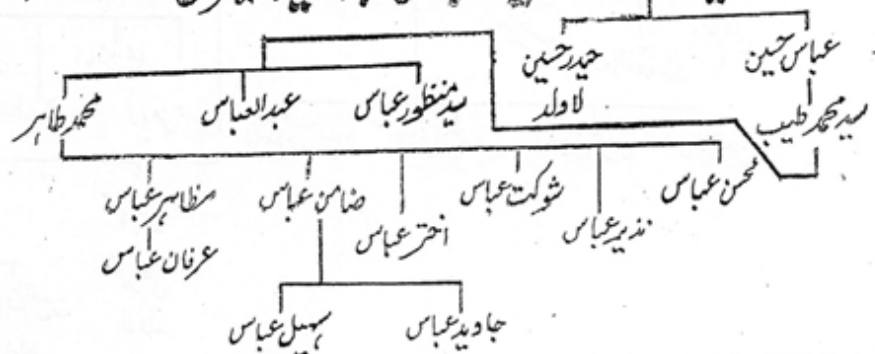 عباس حسین
حیدر حسین
لاولد
سید محمد طیب
سید منظور عباس
عبدالعباس
محمد طاہر
محسن عباس
نذیر عباس
شوکت عباس
اختر عباس
ضامن عباس
مظاہر عباس
عرفان عباس
جاوید عباس
سہیل عباس